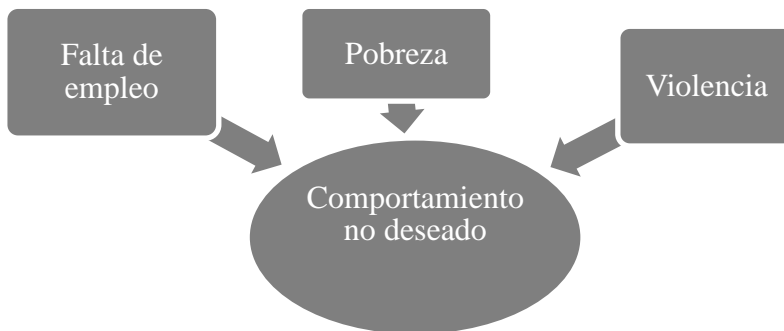 Falta de
empleo
Pobreza
Violencia
Comportamiento
no deseado